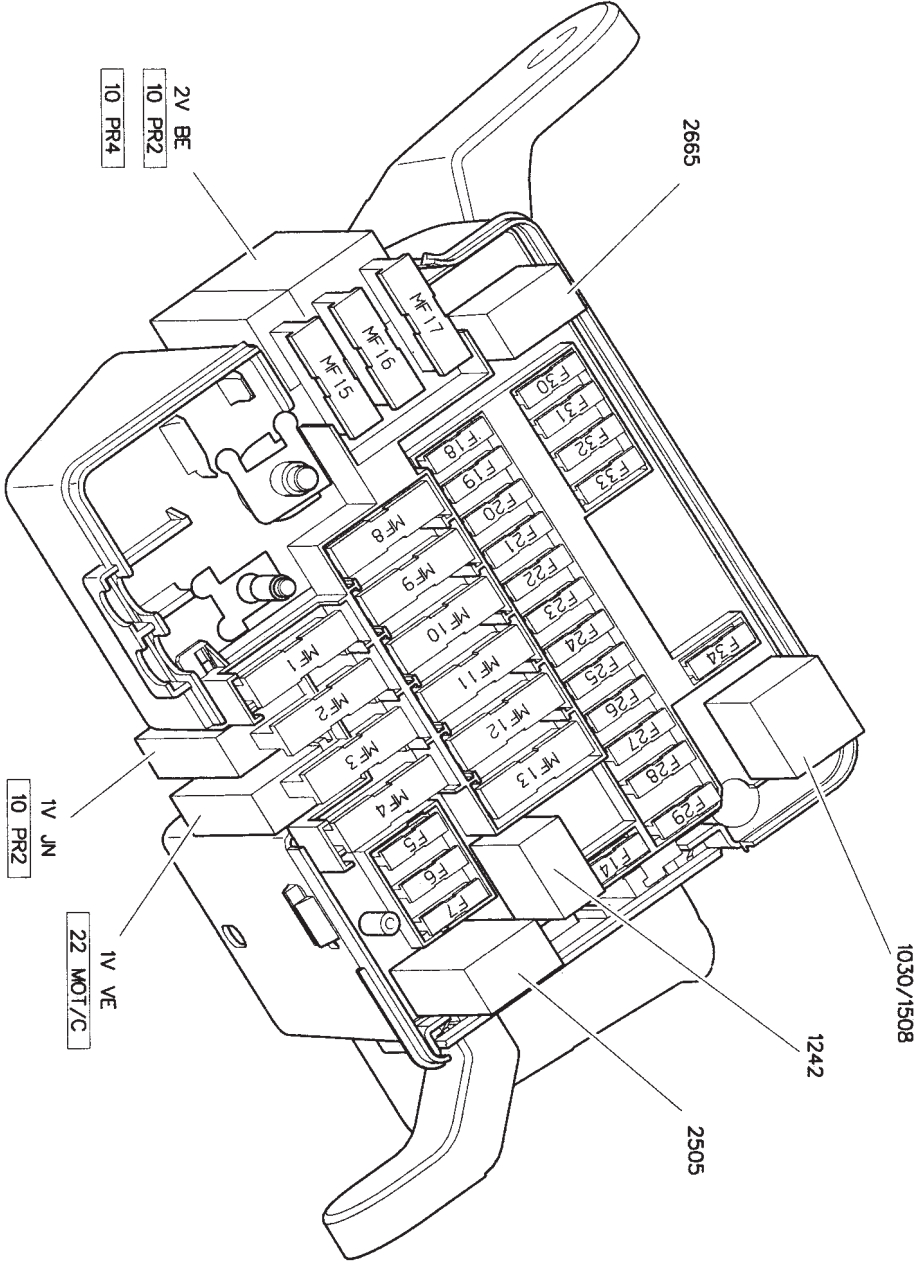 2665
1030/1508
1242
2505
2V BE
10 PR2
10 PR4
1V JN
10 PR2
1V VE
22 MOT/C
MF17
MF16
MF15
F30
F31
F32
F33
F34
F18
F19
F20
F21
F22
F23
F24
F25
F26
F27
F28
F29
F14
MF8
MF9
MF10
MF11
MF12
MF13
MF1
MF2
MF3
MF4
F5
F6
F7